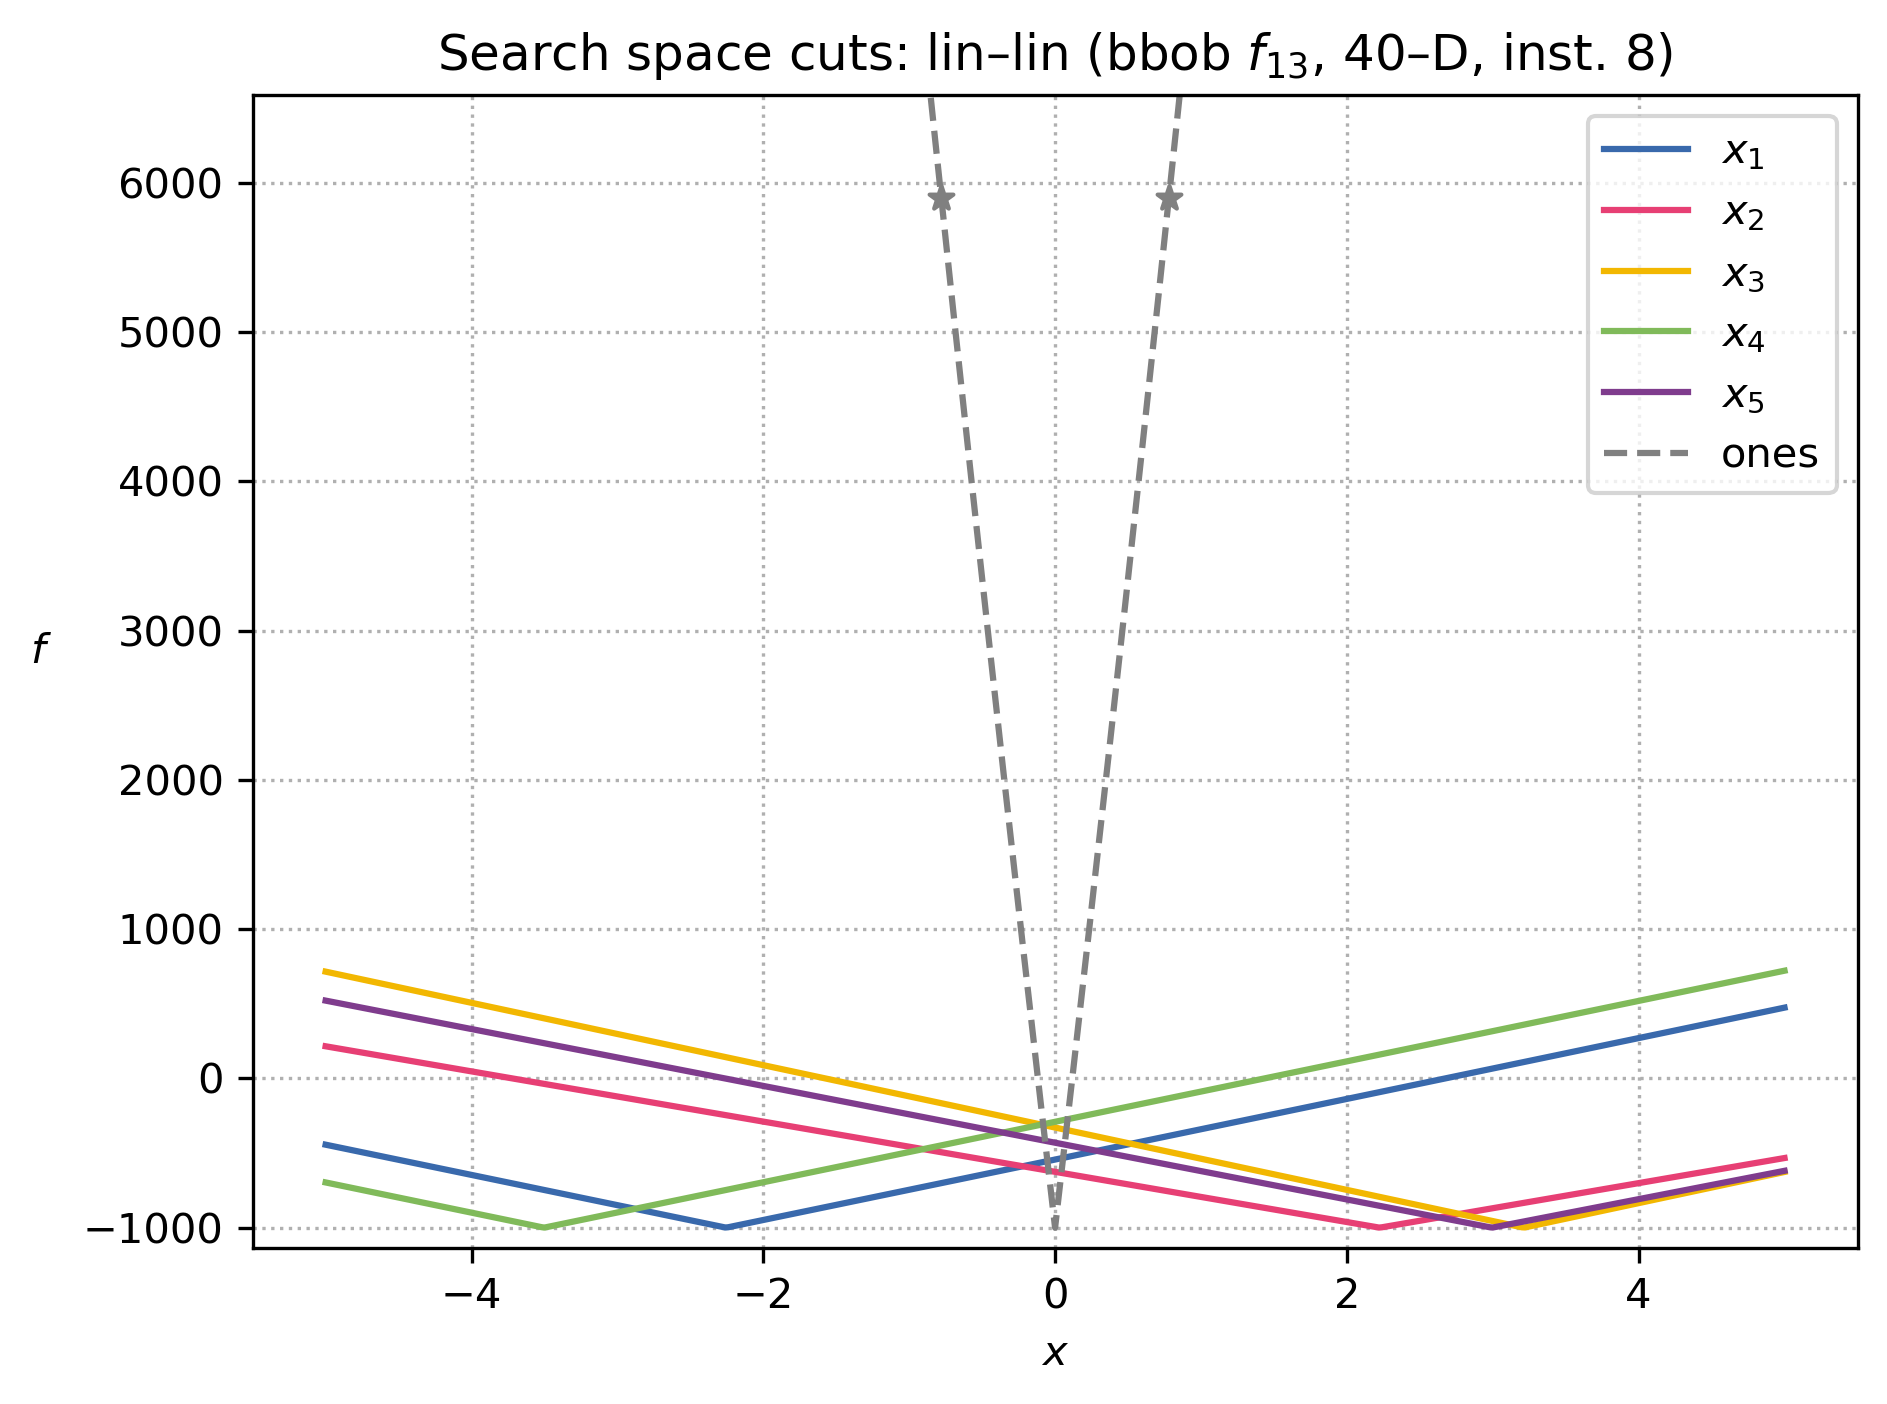 Search space cuts: lin–lin (bbob f13, 40–D, inst. 8)
x1
x2
x3
x4
x5
ones
6000
5000
4000
3000
2000
1000
0
−1000
f
−4 −2 0 2 4
x